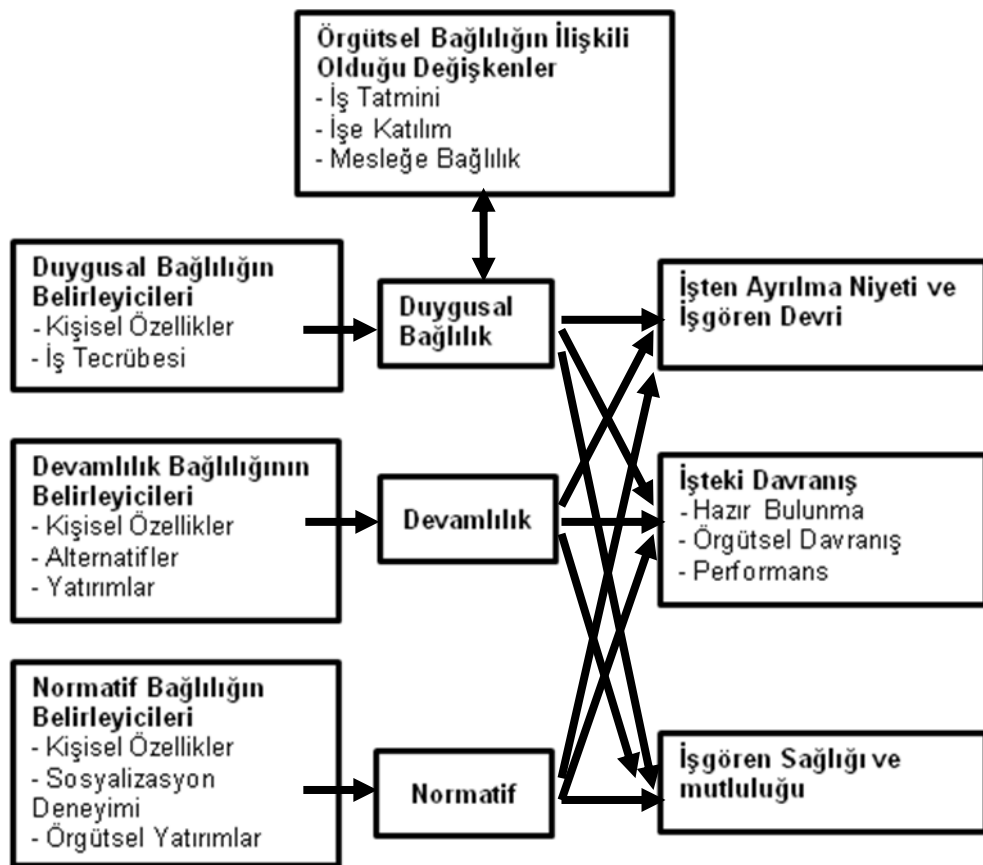 Örgütsel Bağlılığın İlişkili
Olduğu Değişkenler
- İş Tatmini
- İşe Katılım
- Mesleğe Bağlılık
Duygusal Bağlılığın
Belirleyicileri
- Kişisel Özellikler
- İş Tecrübesi
Duygusal
Bağlılık
İşten Ayrılma Niyeti ve
İşgören Devri
Devamlılık Bağlılığının
Belirleyicileri
- Kişisel Özellikler
- Alternatifler
- Yatırımlar
Devamlılık
İşteki Davranış
- Hazır Bulunma
- Örgütsel Davranış
- Performans
Normatif Bağlılığın
Belirleyicileri
- Kişisel Özellikler
- Sosyalizasyon
Deneyimi
- Örgütsel Yatırımlar
Normatif
İşgören Sağlığı ve
mutluluğu